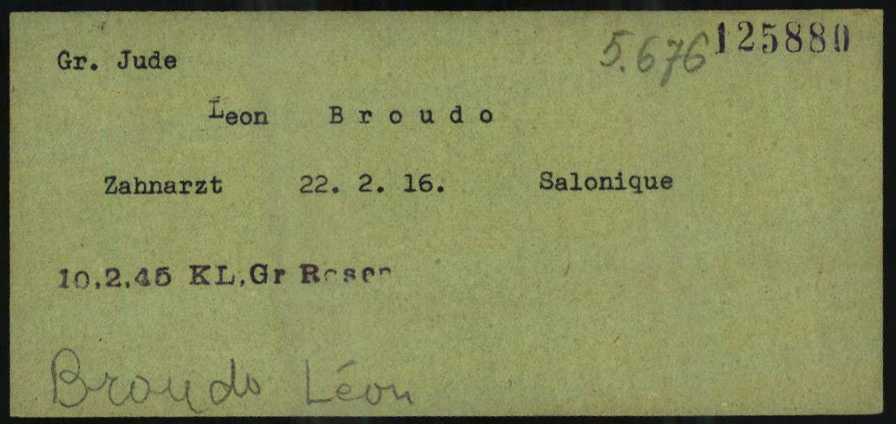 Gr. Jude
5.676 125880
Leon Broudo
Zahnarzt 22. 2. 16. Salonique
10.2.45 KL.Gr Rosen
Broudo Léon